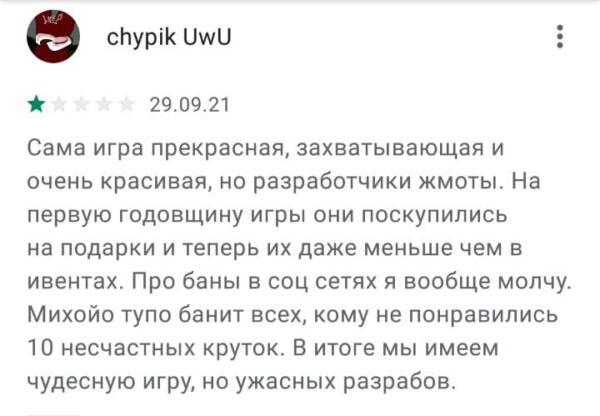 chypik UwU
29.09.21
Сама игра прекрасная, захватывающая и
очень красивая, но разработчики жмоты. На
первую годовщину игры они поскупились
на подарки и теперь их даже меньше чем в
ивентах. Про баны в соц сетях я вообще молчу.
Михойо тупо банит всех, кому не понравились
10 несчастных круток. В итоге мы имеем
чудесную игру, но ужасных разрабов.